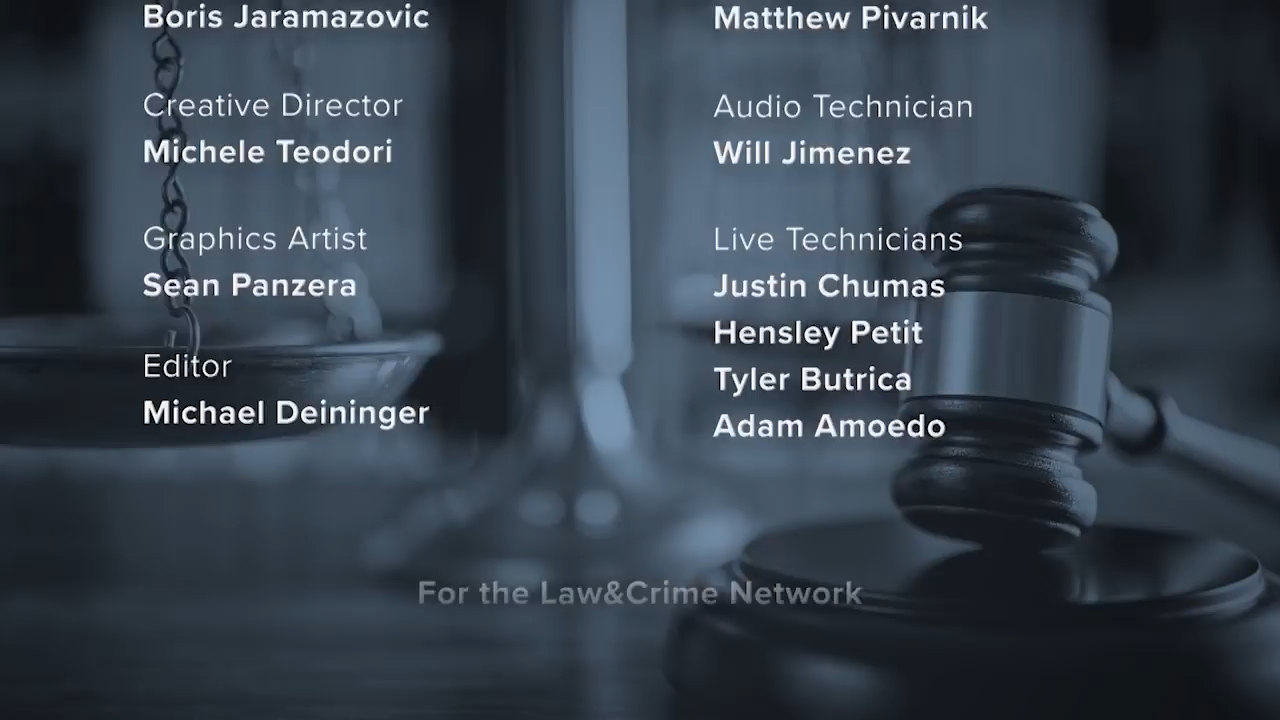 Boris Jaramazovic
Creative Director
Michele Teodori
Graphics Artist
Sean Panzera
Editor
Michael Deininger
Matthew Pivarnik
Audio Technician
Will Jimenez
Live Technicians
Justin Chumas
Hensley Petit
Tyler Butrica
Adam Amoedo
For the Law&Crime Network